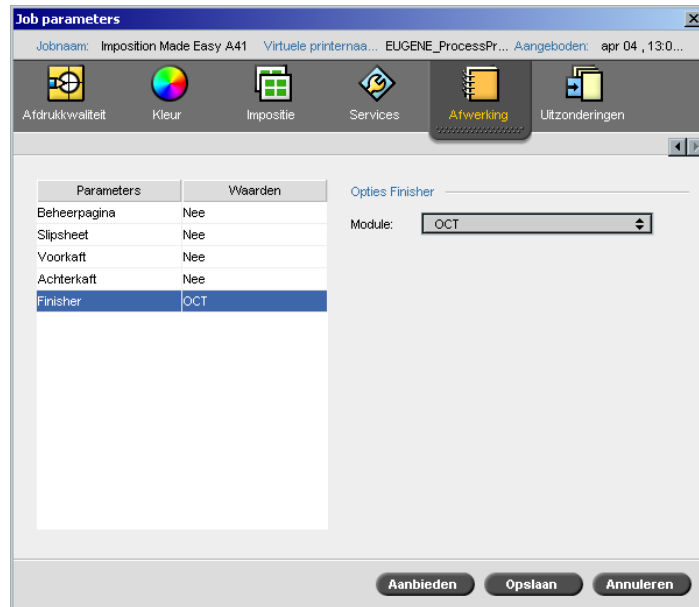 Job parameters
Jobnaam: Imposition Made Easy A41 Virtuele printernaa... EUGENE_ProcessPr... Aangeboden: apr 04 , 13:0...
Afdrukkwaliteit Kleur Impositie Services Afwerking Uitzonderingen
Parameters Waarden
Opties Finisher
Beheerpagina Nee
Module: OCT
Slipsheet Nee
Voorkaft Nee
Achterkaft Nee
Finisher OCT
Aanbieden Opslaan Annuleren